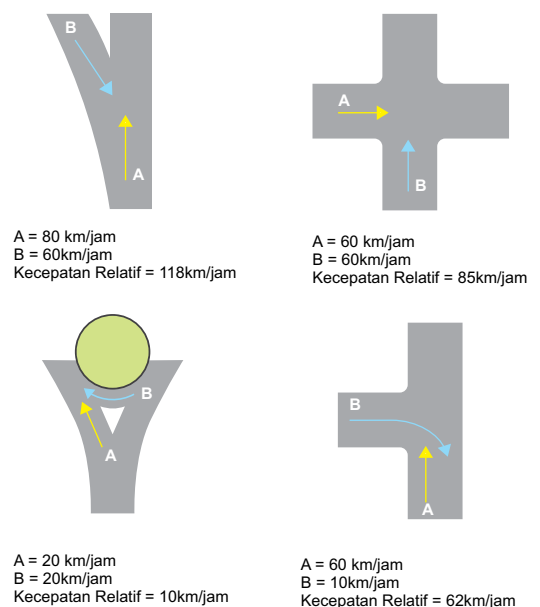 B
A
A = 80 km/jam
B = 60km/jam
Kecepatan Relatif = 118km/jam
A
B
A = 60 km/jam
B = 60km/jam
Kecepatan Relatif = 85km/jam
B
A
A = 20 km/jam
B = 20km/jam
Kecepatan Relatif = 10km/jam
B
A
A = 60 km/jam
B = 10km/jam
Kecepatan Relatif = 62km/jam